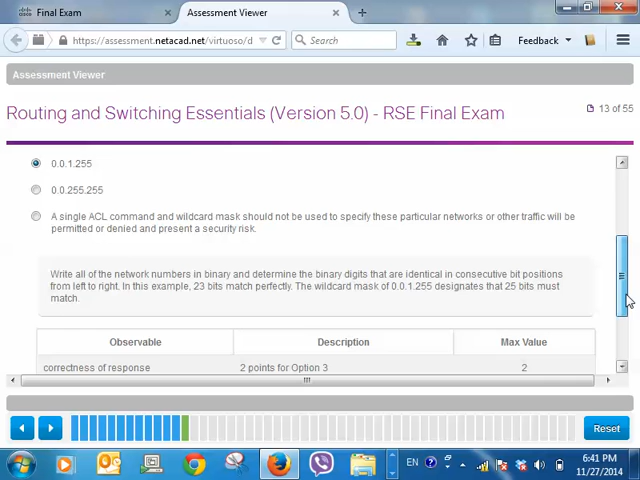 Final Exam
Assessment Viewer
https://assessment.netacad.net/virtuoso/d
Search
Feedback
Assessment Viewer
Routing and Switching Essentials (Version 5.0) - RSE Final Exam
13 of 55
0.0.1.255
0.0.255.255
A single ACL command and wildcard mask should not be used to specify these particular networks or other traffic will be
permitted or denied and present a security risk.
Write all of the network numbers in binary and determine the binary digits that are identical in consecutive bit positions
from left to right. In this example, 23 bits match perfectly. The wildcard mask of 0.0.1.255 designates that 25 bits must
match.
Observable Description Max Value
correctness of response 2 points for Option 3 2
Reset
EN
6:41 PM
11/27/2014